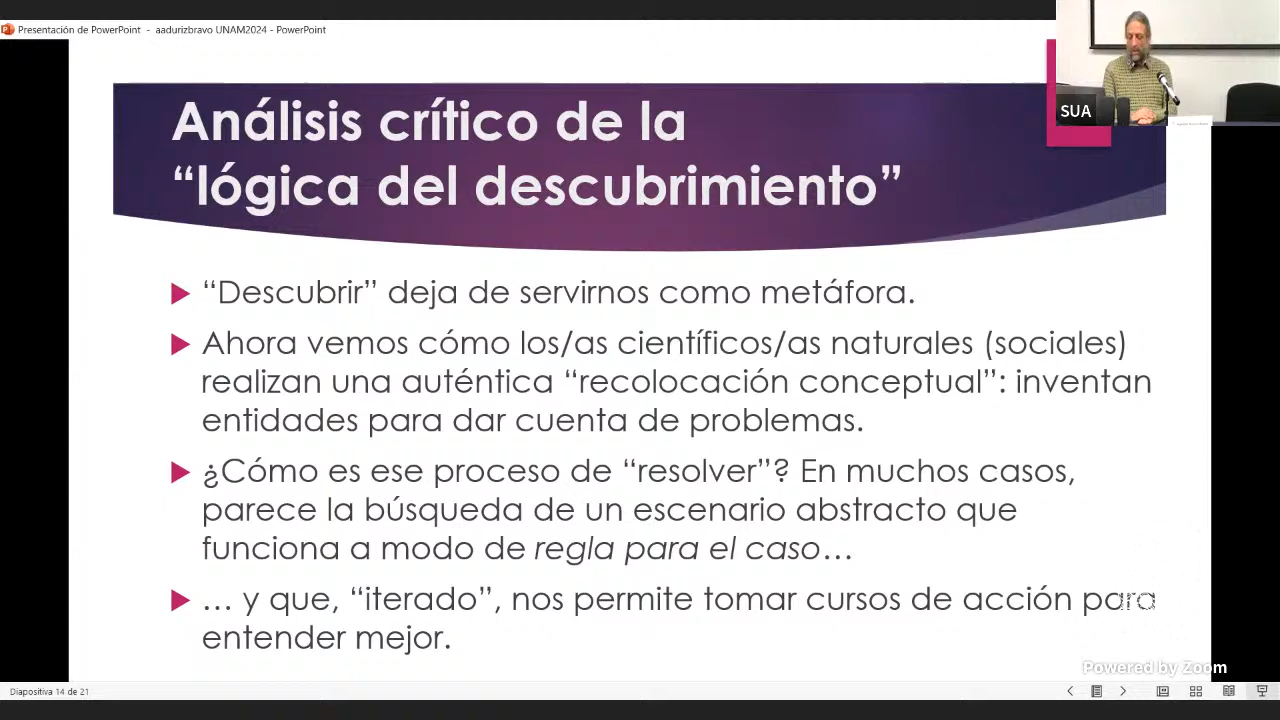 Presentación de PowerPoint - aadurizbravo UNAM2024 - PowerPoint
SUA
Análisis crítico de la
“lógica del descubrimiento”
“Descubrir” deja de servirnos como metáfora.
Ahora vemos cómo los/as científicos/as naturales (sociales)
realizan una auténtica “recolocación conceptual”: inventan
entidades para dar cuenta de problemas.
¿Cómo es ese proceso de “resolver”? En muchos casos,
parece la búsqueda de un escenario abstracto que
funciona a modo de regla para el caso…
… y que, “iterado”, nos permite tomar cursos de acción para
entender mejor.
Powered by Zoom
Diapositiva 14 de 21